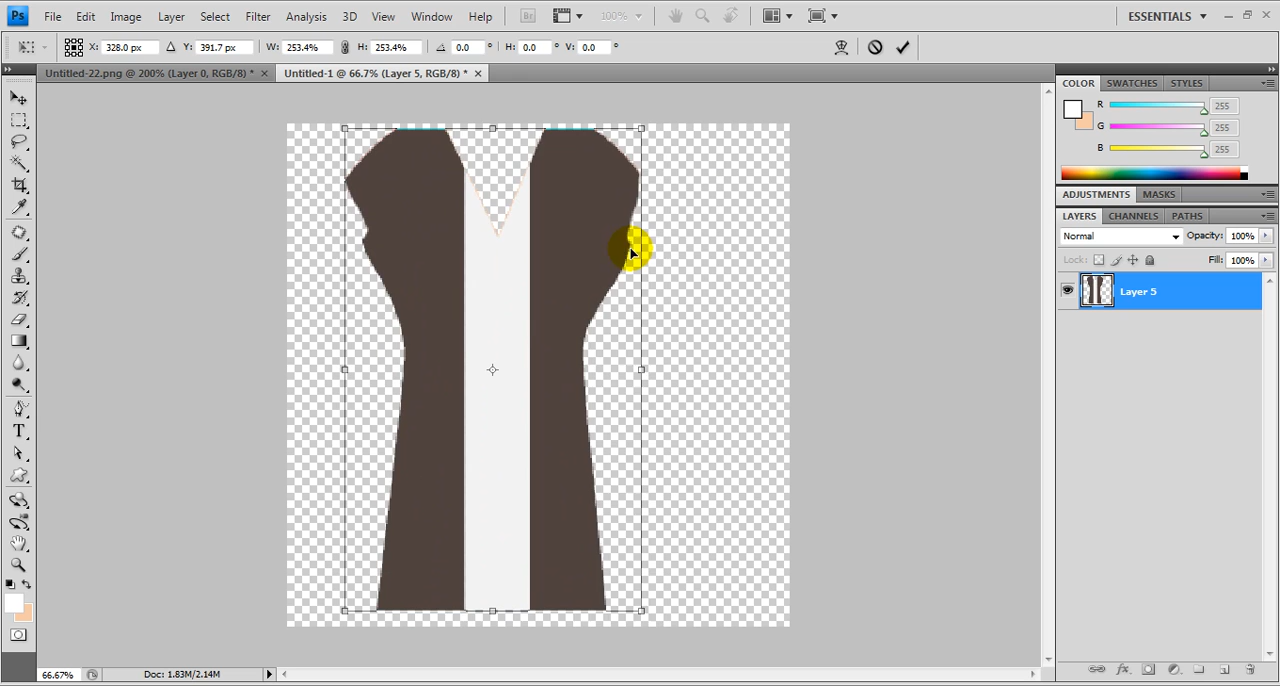 Ps File Edit Image Layer Select Filter Analysis 3D View Window Help Br 100% ESSENTIALS
X: 328.0 px Y: 391.7 px W: 253.4% H: 253.4% 0.0 ° H: 0.0 ° V: 0.0 °
Untitled-22.png @ 200% (Layer 0, RGB/8) * × Untitled-1 @ 66.7% (Layer 5, RGB/8) * ×
COLOR SWATCHES STYLES
R 255
G 255
B 255
ADJUSTMENTS MASKS
LAYERS CHANNELS PATHS
Normal Opacity: 100%
Lock: Fill: 100%
Layer 5
T
fx
66.67% Doc: 1.83M/2.14M